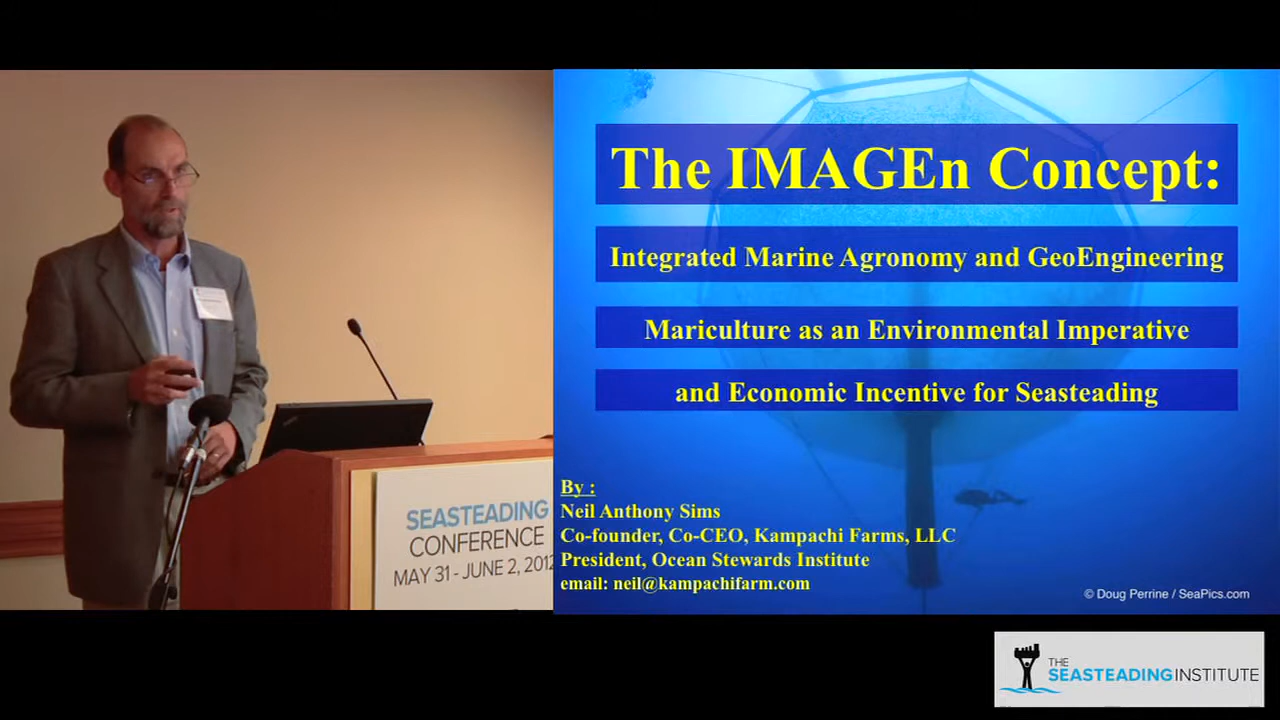 The IMAGEn Concept:
Integrated Marine Agronomy and GeoEngineering
Mariculture as an Environmental Imperative
and Economic Incentive for Seasteading
By :
Neil Anthony Sims
Co-founder, Co-CEO, Kampachi Farms, LLC
President, Ocean Stewards Institute
email: neil@kampachifarm.com
© Doug Perrine / SeaPics.com
SEASTEADING
CONFERENCE
MAY 31 - JUNE 2, 2012
THE
SEASTEADINGINSTITUTE